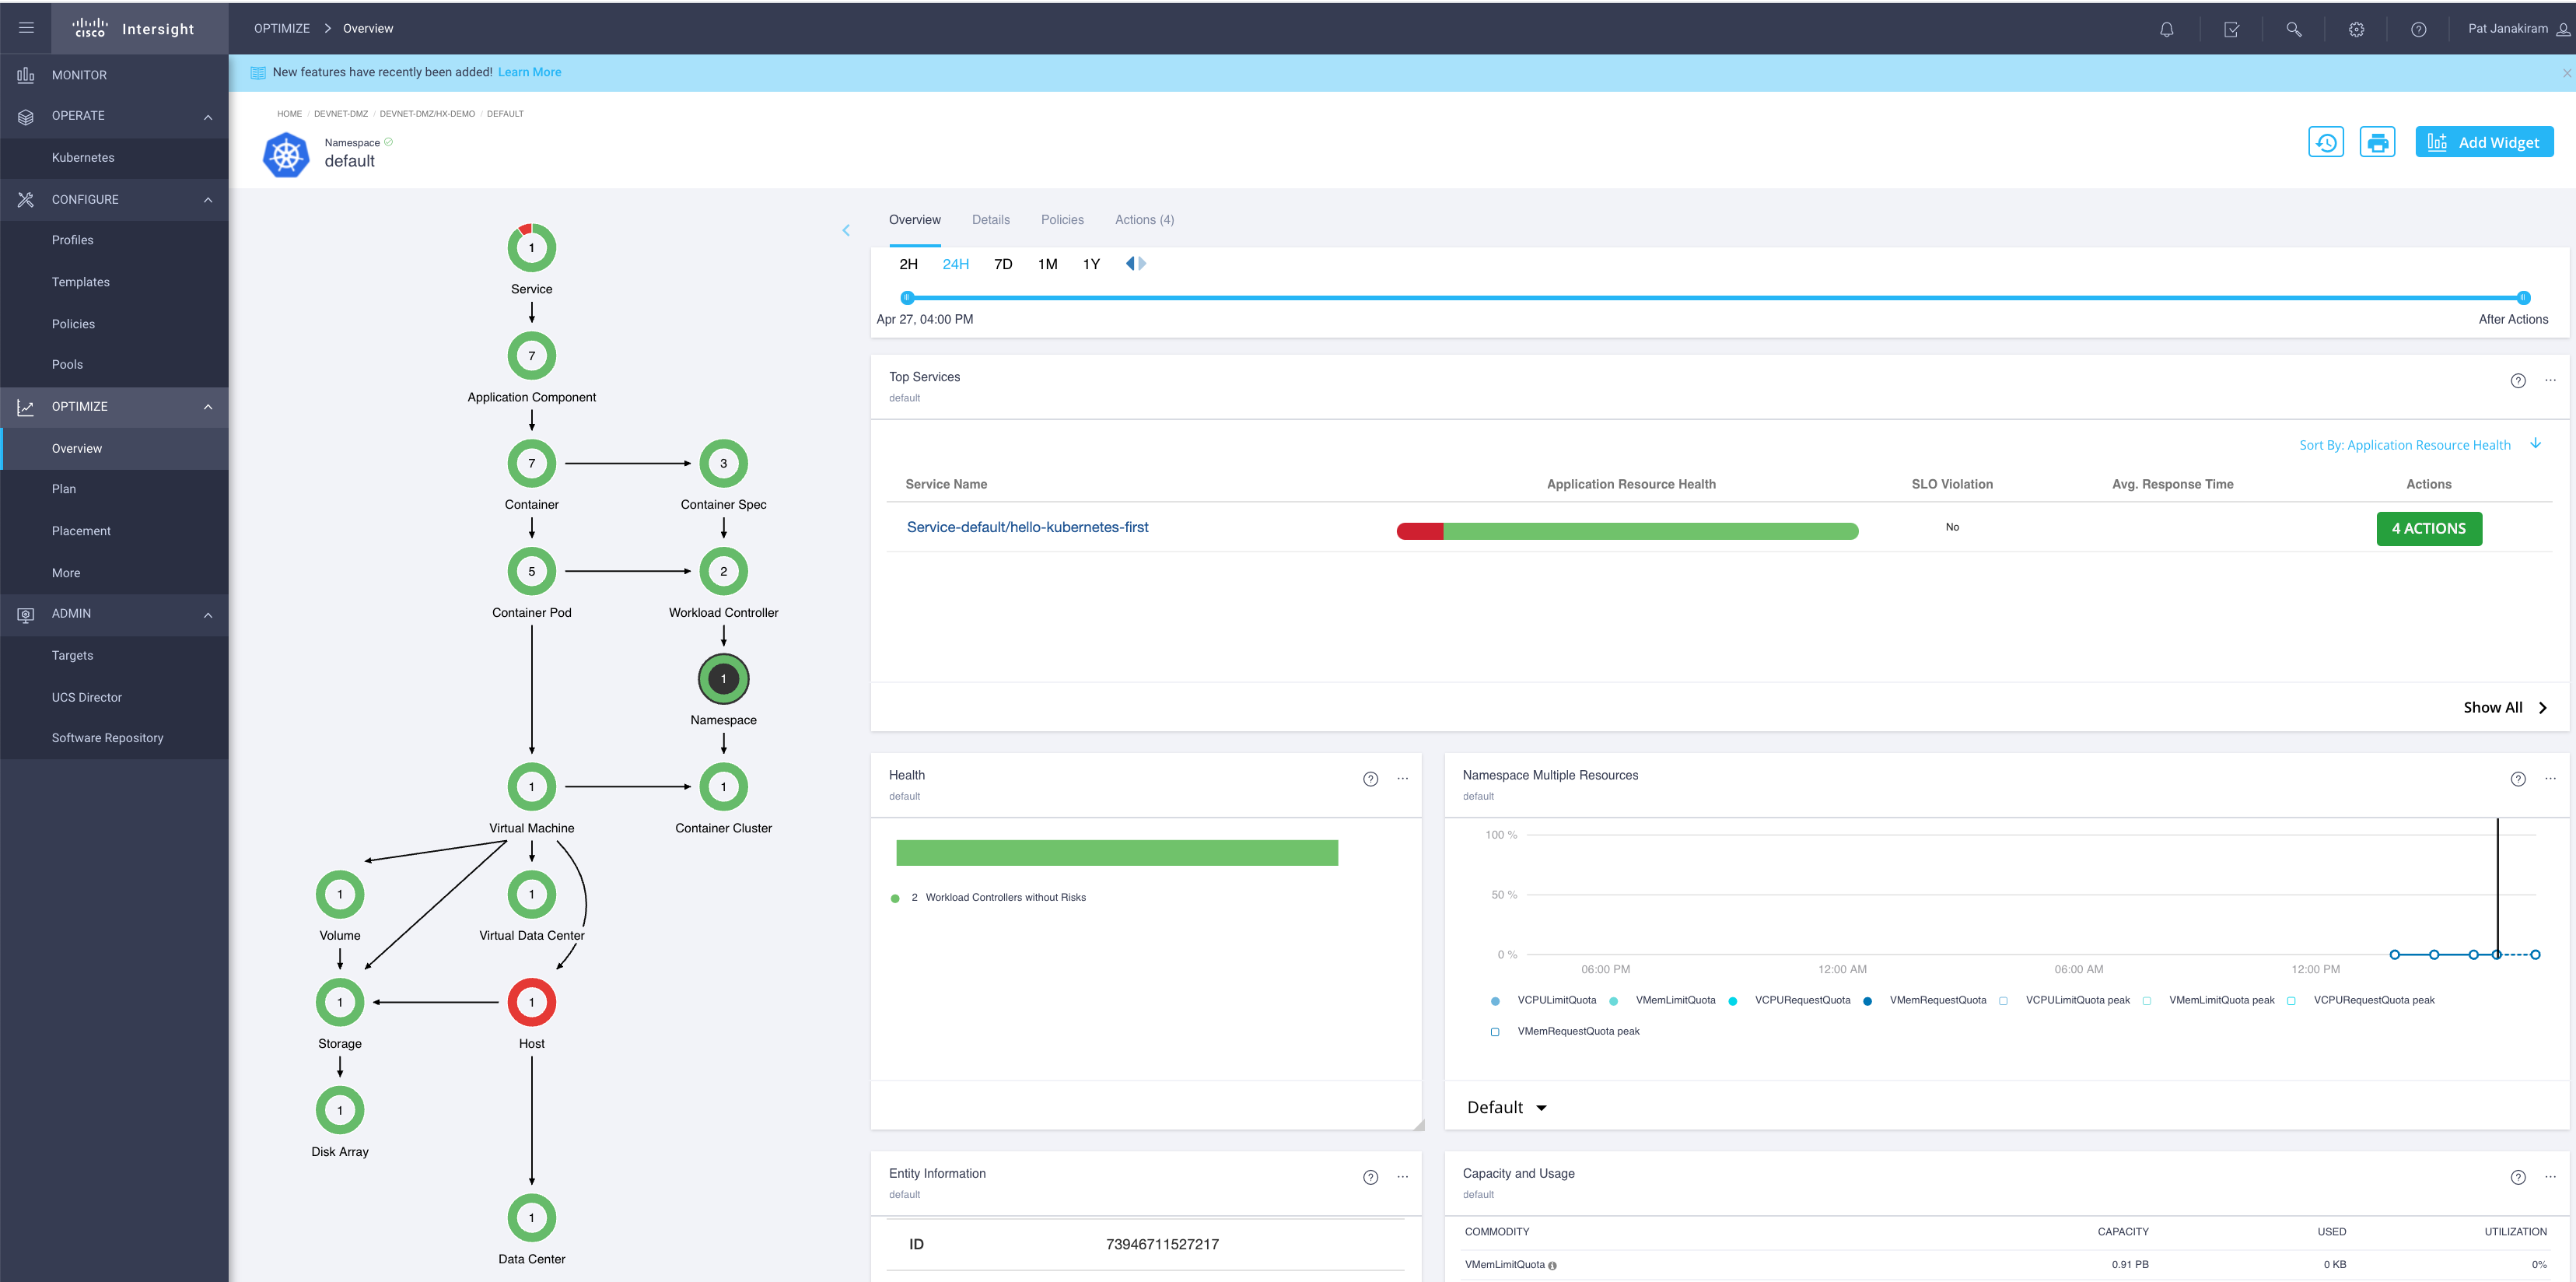 cisco Intersight
OPTIMIZE > Overview
Pat Janakiram
MONITOR
OPERATE
Kubernetes
CONFIGURE
Profiles
Templates
Policies
Pools
OPTIMIZE
Overview
Plan
Placement
More
ADMIN
Targets
UCS Director
Software Repository
New features have recently been added! Learn More
HOME / DEVNET-DMZ / DEVNET-DMZ/HX-DEMO / DEFAULT
Namespace
default
Add Widget
1
Service
7
Application Component
7
Container
3
Container Spec
5
Container Pod
2
Workload Controller
1
Namespace
1
Virtual Machine
1
Container Cluster
1
Volume
1
Virtual Data Center
1
Storage
1
Host
1
Disk Array
1
Data Center
Overview Details Policies Actions (4)
2H 24H 7D 1M 1Y
Apr 27, 04:00 PM
After Actions
Top Services
default
Sort By: Application Resource Health
Service Name Application Resource Health SLO Violation Avg. Response Time Actions
Service-default/hello-kubernetes-first No 4 ACTIONS
Show All
Health
default
2 Workload Controllers without Risks
Namespace Multiple Resources
default
100 %
50 %
0 %
06:00 PM 12:00 AM 06:00 AM 12:00 PM
VCPULimitQuota VMemLimitQuota VCPURequestQuota VMemRequestQuota VCPULimitQuota peak VMemLimitQuota peak VCPURequestQuota peak
VMemRequestQuota peak
Default
Entity Information
default
ID 73946711527217
Capacity and Usage
default
COMMODITY CAPACITY USED UTILIZATION
VMemLimitQuota 0.91 PB 0 KB 0%